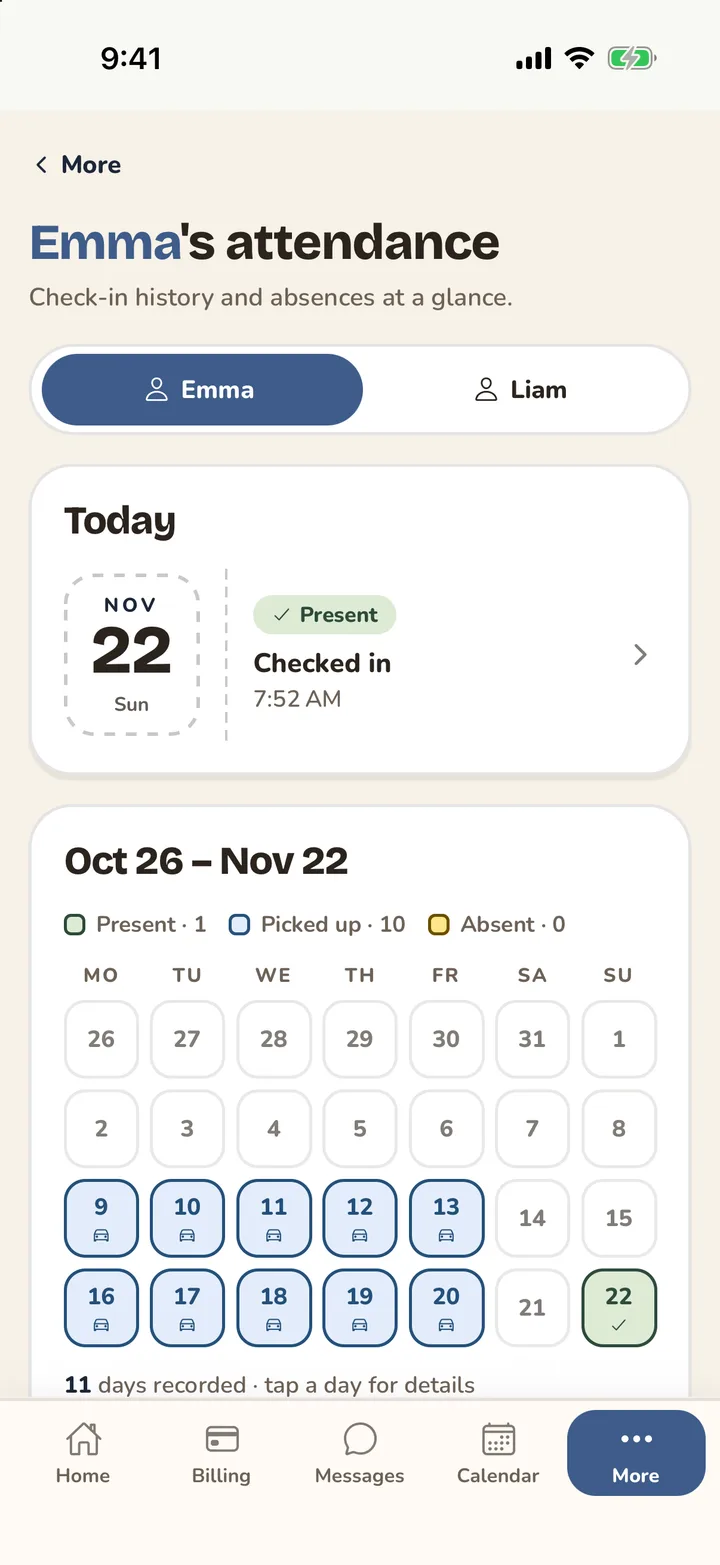 9:41
More
Emma's attendance
Check-in history and absences at a glance.
Emma Liam
Today
NOV
22
Sun
Present
Checked in
7:52 AM
Oct 26 – Nov 22
Present · 1 Picked up · 10 Absent · 0
MO TU WE TH FR SA SU
26 27 28 29 30 31 1
2 3 4 5 6 7 8
9 10 11 12 13 14 15
16 17 18 19 20 21 22
11 days recorded · tap a day for details
Home Billing Messages Calendar More